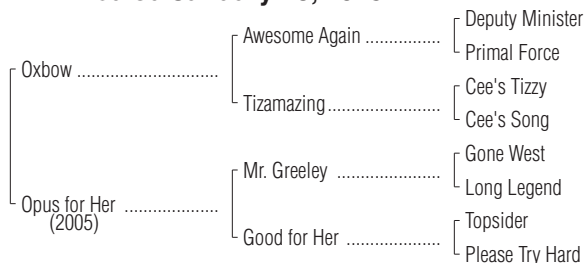 Deputy Minister
Awesome Again
Primal Force
Oxbow
Cee's Tizzy
Tizamazing
Cee's Song
Gone West
Mr. Greeley
Long Legend
Opus for Her
(2005)
Topsider
Good for Her
Please Try Hard